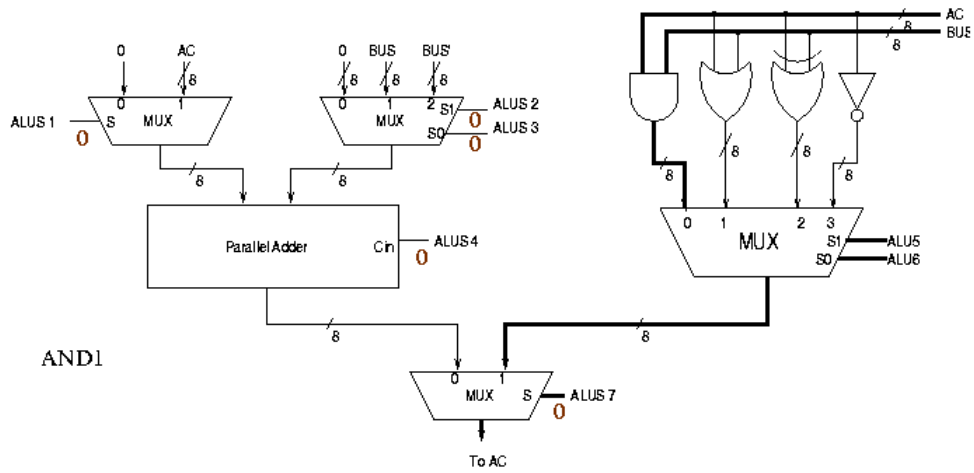 AC
8
BUS
8
0 AC 0 BUS BUS'
8 8 8 8
0 1 0 1 2 S1 ALUS 2
ALUS 1 S MUX MUX 0
0 S0 ALUS 3
0
8 8 8 8 8 8
0 1 2 3
Parallel Adder Cin ALUS 4 MUX S1 ALU5
0 S0 ALU6
8 8
AND1
0 1
MUX S ALUS 7
0
To AC